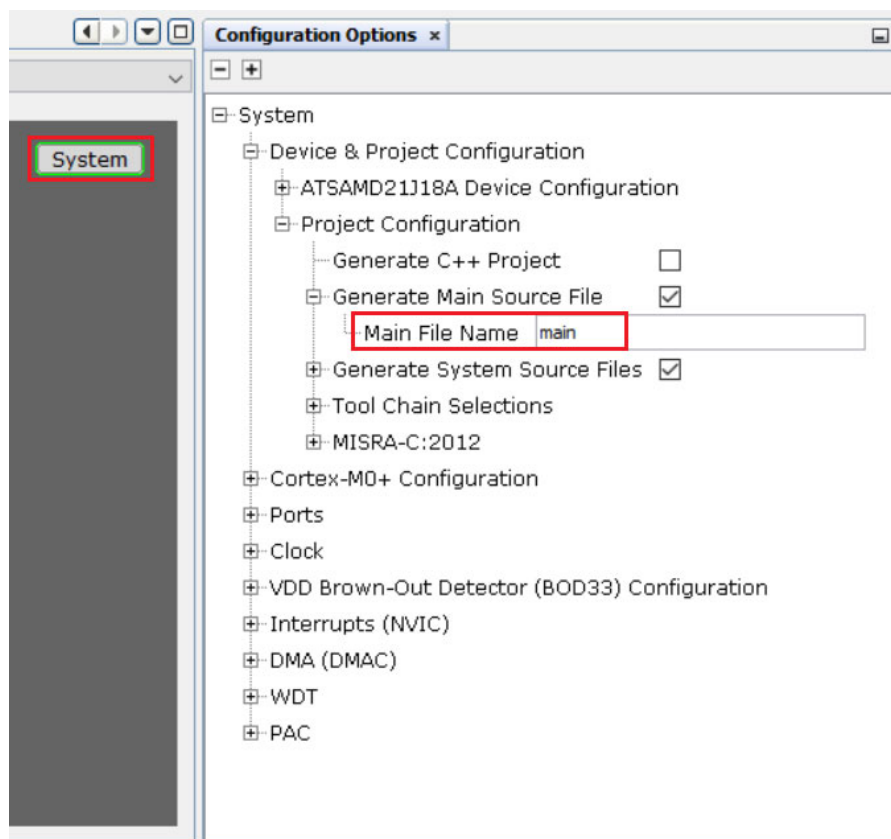 Configuration Options ×
System
System
Device & Project Configuration
ATSAMD21J18A Device Configuration
Project Configuration
Generate C++ Project
Generate Main Source File
Main File Name main
Generate System Source Files
Tool Chain Selections
MISRA-C:2012
Cortex-M0+ Configuration
Ports
Clock
VDD Brown-Out Detector (BOD33) Configuration
Interrupts (NVIC)
DMA (DMAC)
WDT
PAC